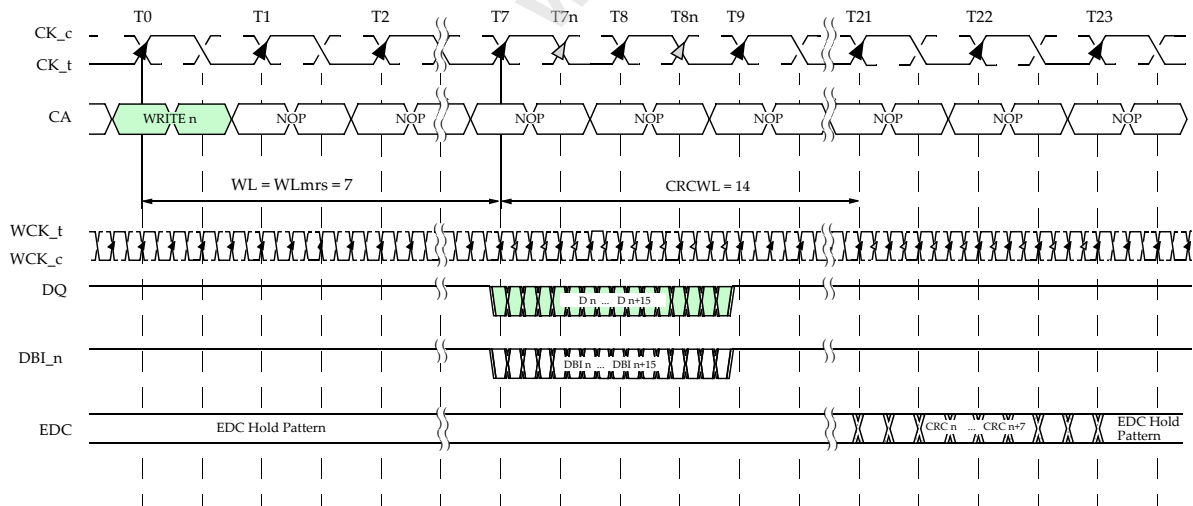 T0 T1 T2 T7 T7n T8 T8n T9 T21 T22 T23
CK_c
CK_t
CA WRITE n NOP NOP NOP NOP NOP NOP NOP NOP
WL = WLmrs = 7 CRCWL = 14
WCK_t
WCK_c
DQ D n ... D n+15
DBI_n DBI n ... DBI n+15
EDC EDC Hold Pattern CRC n ... CRC n+7 EDC Hold
Pattern